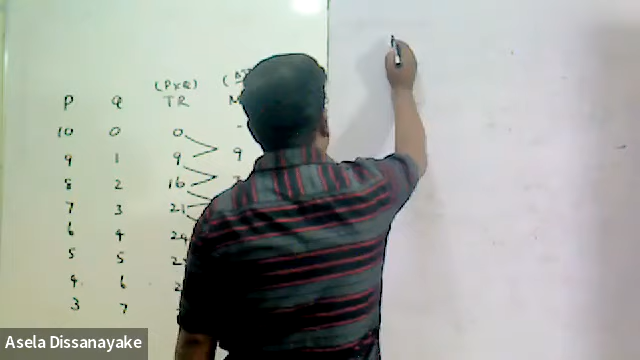 (PxQ) (
P Q TR M
10 0 0 -
9 1 9 9
8 2 16
7 3 21
6 4 24
5 5 2
4 6 2
3 7
Asela Dissanayake